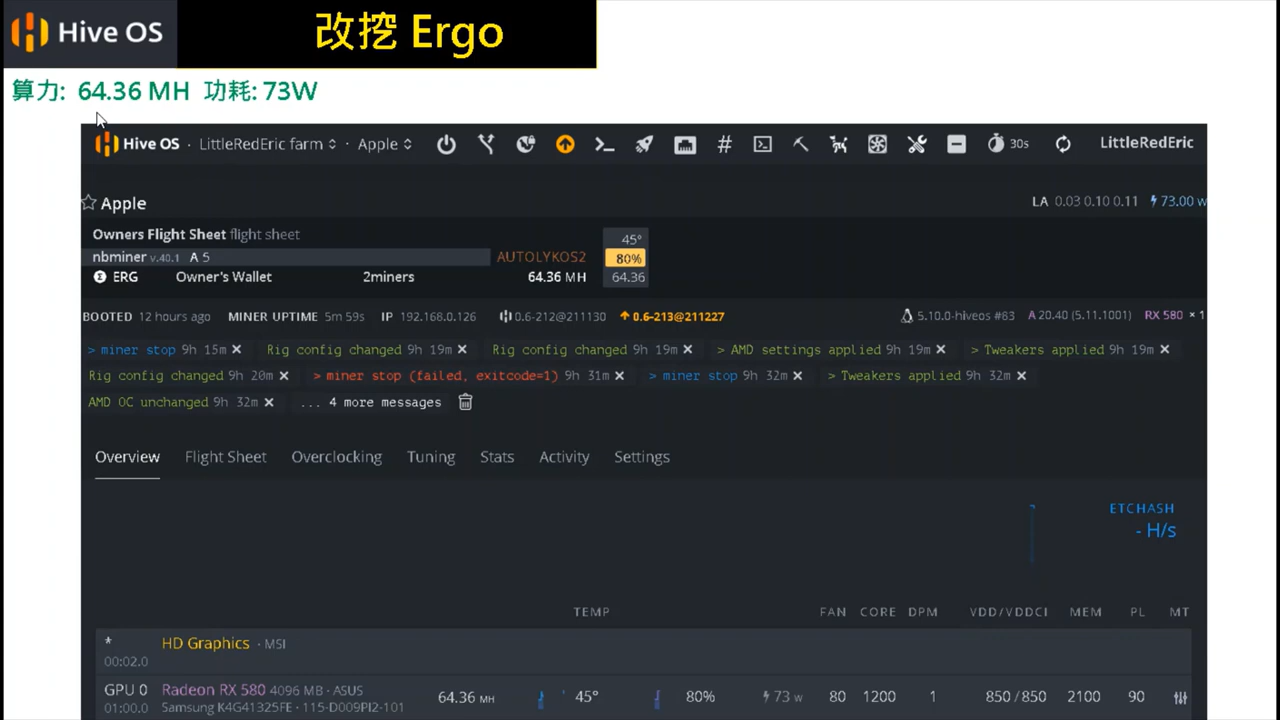 Hive OS
改挖 Ergo
算力: 64.36 MH 功耗: 73W
Hive OS · LittleRedEric farm Apple 30s LittleRedEric
Apple LA 0.03 0.10 0.11 73.00 w
Owners Flight Sheet flight sheet 45°
nbminer v.40.1 A 5 AUTOLYKOS2 80%
ERG Owner's Wallet 2miners 64.36 MH 64.36
BOOTED 12 hours ago MINER UPTIME 5m 59s IP 192.168.0.126 0.6-212@211130 0.6-213@211227 5.10.0-hiveos #83 A 20.40 (5.11.1001) RX 580 × 1
> miner stop 9h 15m × Rig config changed 9h 19m × Rig config changed 9h 19m × > AMD settings applied 9h 19m × > Tweakers applied 9h 19m ×
Rig config changed 9h 20m × > miner stop (failed, exitcode=1) 9h 31m × > miner stop 9h 32m × > Tweakers applied 9h 32m ×
AMD OC unchanged 9h 32m × ... 4 more messages
Overview Flight Sheet Overclocking Tuning Stats Activity Settings
ETCHASH
- H/s
TEMP FAN CORE DPM VDD/VDDCI MEM PL MT
* HD Graphics · MSI
00:02.0
GPU 0 Radeon RX 580 4096 MB · ASUS 64.36 MH 45° 80% 73 w 80 1200 1 850/850 2100 90
01:00.0 Samsung K4G41325FE · 115-D009PI2-101